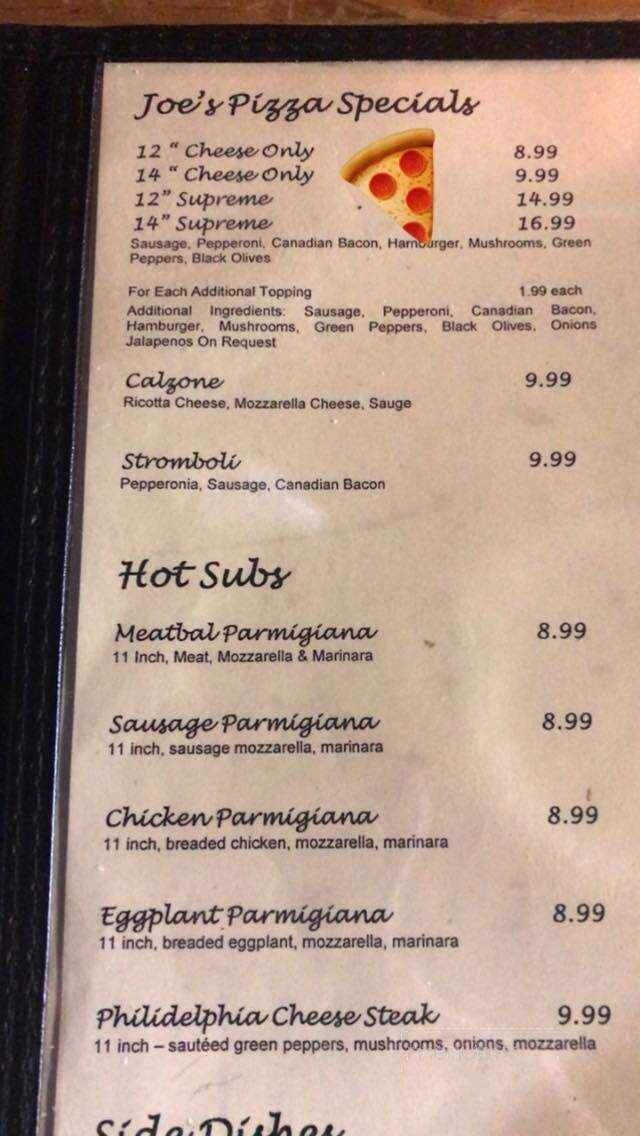 Joe's Pizza Specials
12 “ Cheese Only 8.99
14 “ Cheese Only 9.99
12” Supreme 14.99
14” Supreme 16.99
Sausage, Pepperoni, Canadian Bacon, Hamburger, Mushrooms, Green
Peppers, Black Olives
For Each Additional Topping 1.99 each
Additional Ingredients: Sausage, Pepperoni, Canadian Bacon,
Hamburger, Mushrooms, Green Peppers, Black Olives, Onions
Jalapenos On Request
Calzone 9.99
Ricotta Cheese, Mozzarella Cheese, Sauge
Stromboli 9.99
Pepperonia, Sausage, Canadian Bacon
Hot Subs
Meatbal Parmigiana 8.99
11 Inch, Meat, Mozzarella & Marinara
Sausage Parmigiana 8.99
11 inch, sausage mozzarella, marinara
Chicken Parmigiana 8.99
11 inch, breaded chicken, mozzarella, marinara
Eggplant Parmigiana 8.99
11 inch, breaded eggplant, mozzarella, marinara
Philidelphia Cheese Steak 9.99
11 inch – sautéed green peppers, mushrooms, onions, mozzarella
Side Dishes